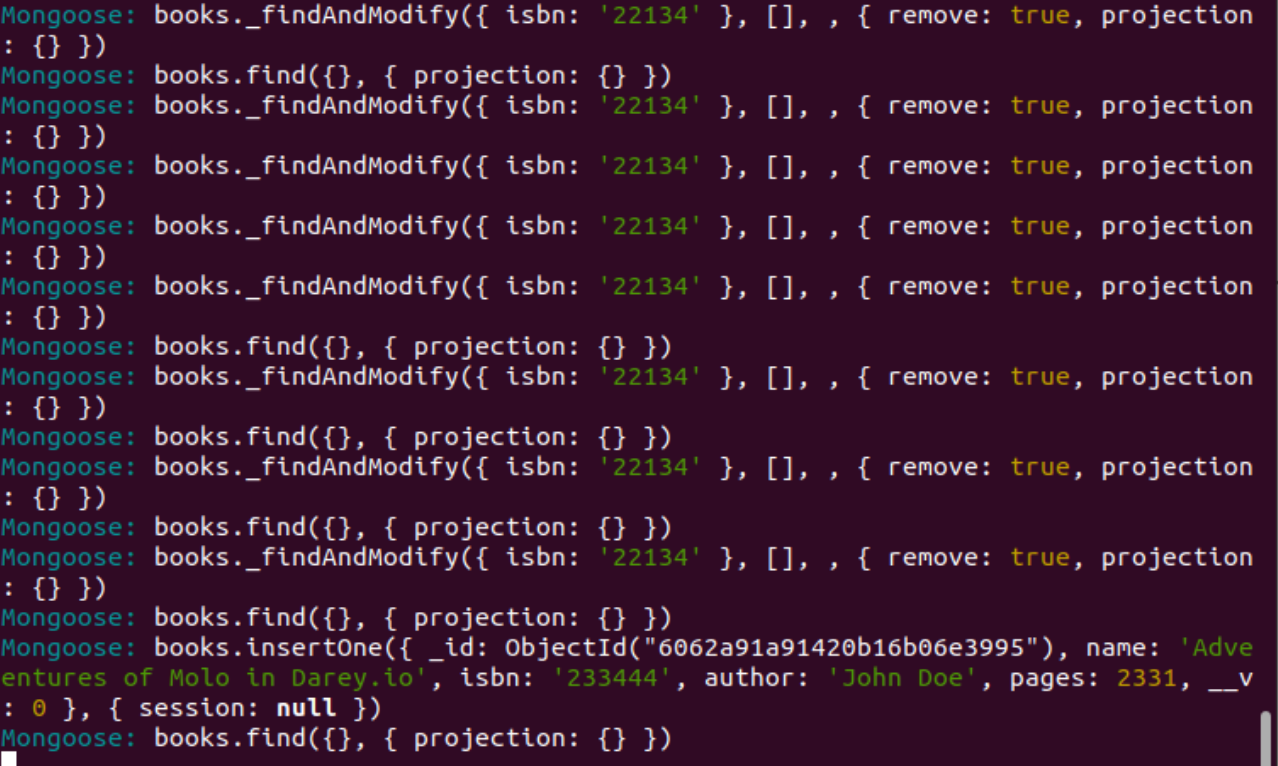 Mongoose: books._findAndModify({ isbn: '22134' }, [], , { remove: true, projection
: {} })
Mongoose: books.find({}, { projection: {} })
Mongoose: books._findAndModify({ isbn: '22134' }, [], , { remove: true, projection
: {} })
Mongoose: books._findAndModify({ isbn: '22134' }, [], , { remove: true, projection
: {} })
Mongoose: books._findAndModify({ isbn: '22134' }, [], , { remove: true, projection
: {} })
Mongoose: books._findAndModify({ isbn: '22134' }, [], , { remove: true, projection
: {} })
Mongoose: books.find({}, { projection: {} })
Mongoose: books._findAndModify({ isbn: '22134' }, [], , { remove: true, projection
: {} })
Mongoose: books.find({}, { projection: {} })
Mongoose: books._findAndModify({ isbn: '22134' }, [], , { remove: true, projection
: {} })
Mongoose: books.find({}, { projection: {} })
Mongoose: books._findAndModify({ isbn: '22134' }, [], , { remove: true, projection
: {} })
Mongoose: books.find({}, { projection: {} })
Mongoose: books.insertOne({ _id: ObjectId("6062a91a91420b16b06e3995"), name: 'Adve
entures of Molo in Darey.io', isbn: '233444', author: 'John Doe', pages: 2331, __v
: 0 }, { session: null })
Mongoose: books.find({}, { projection: {} })